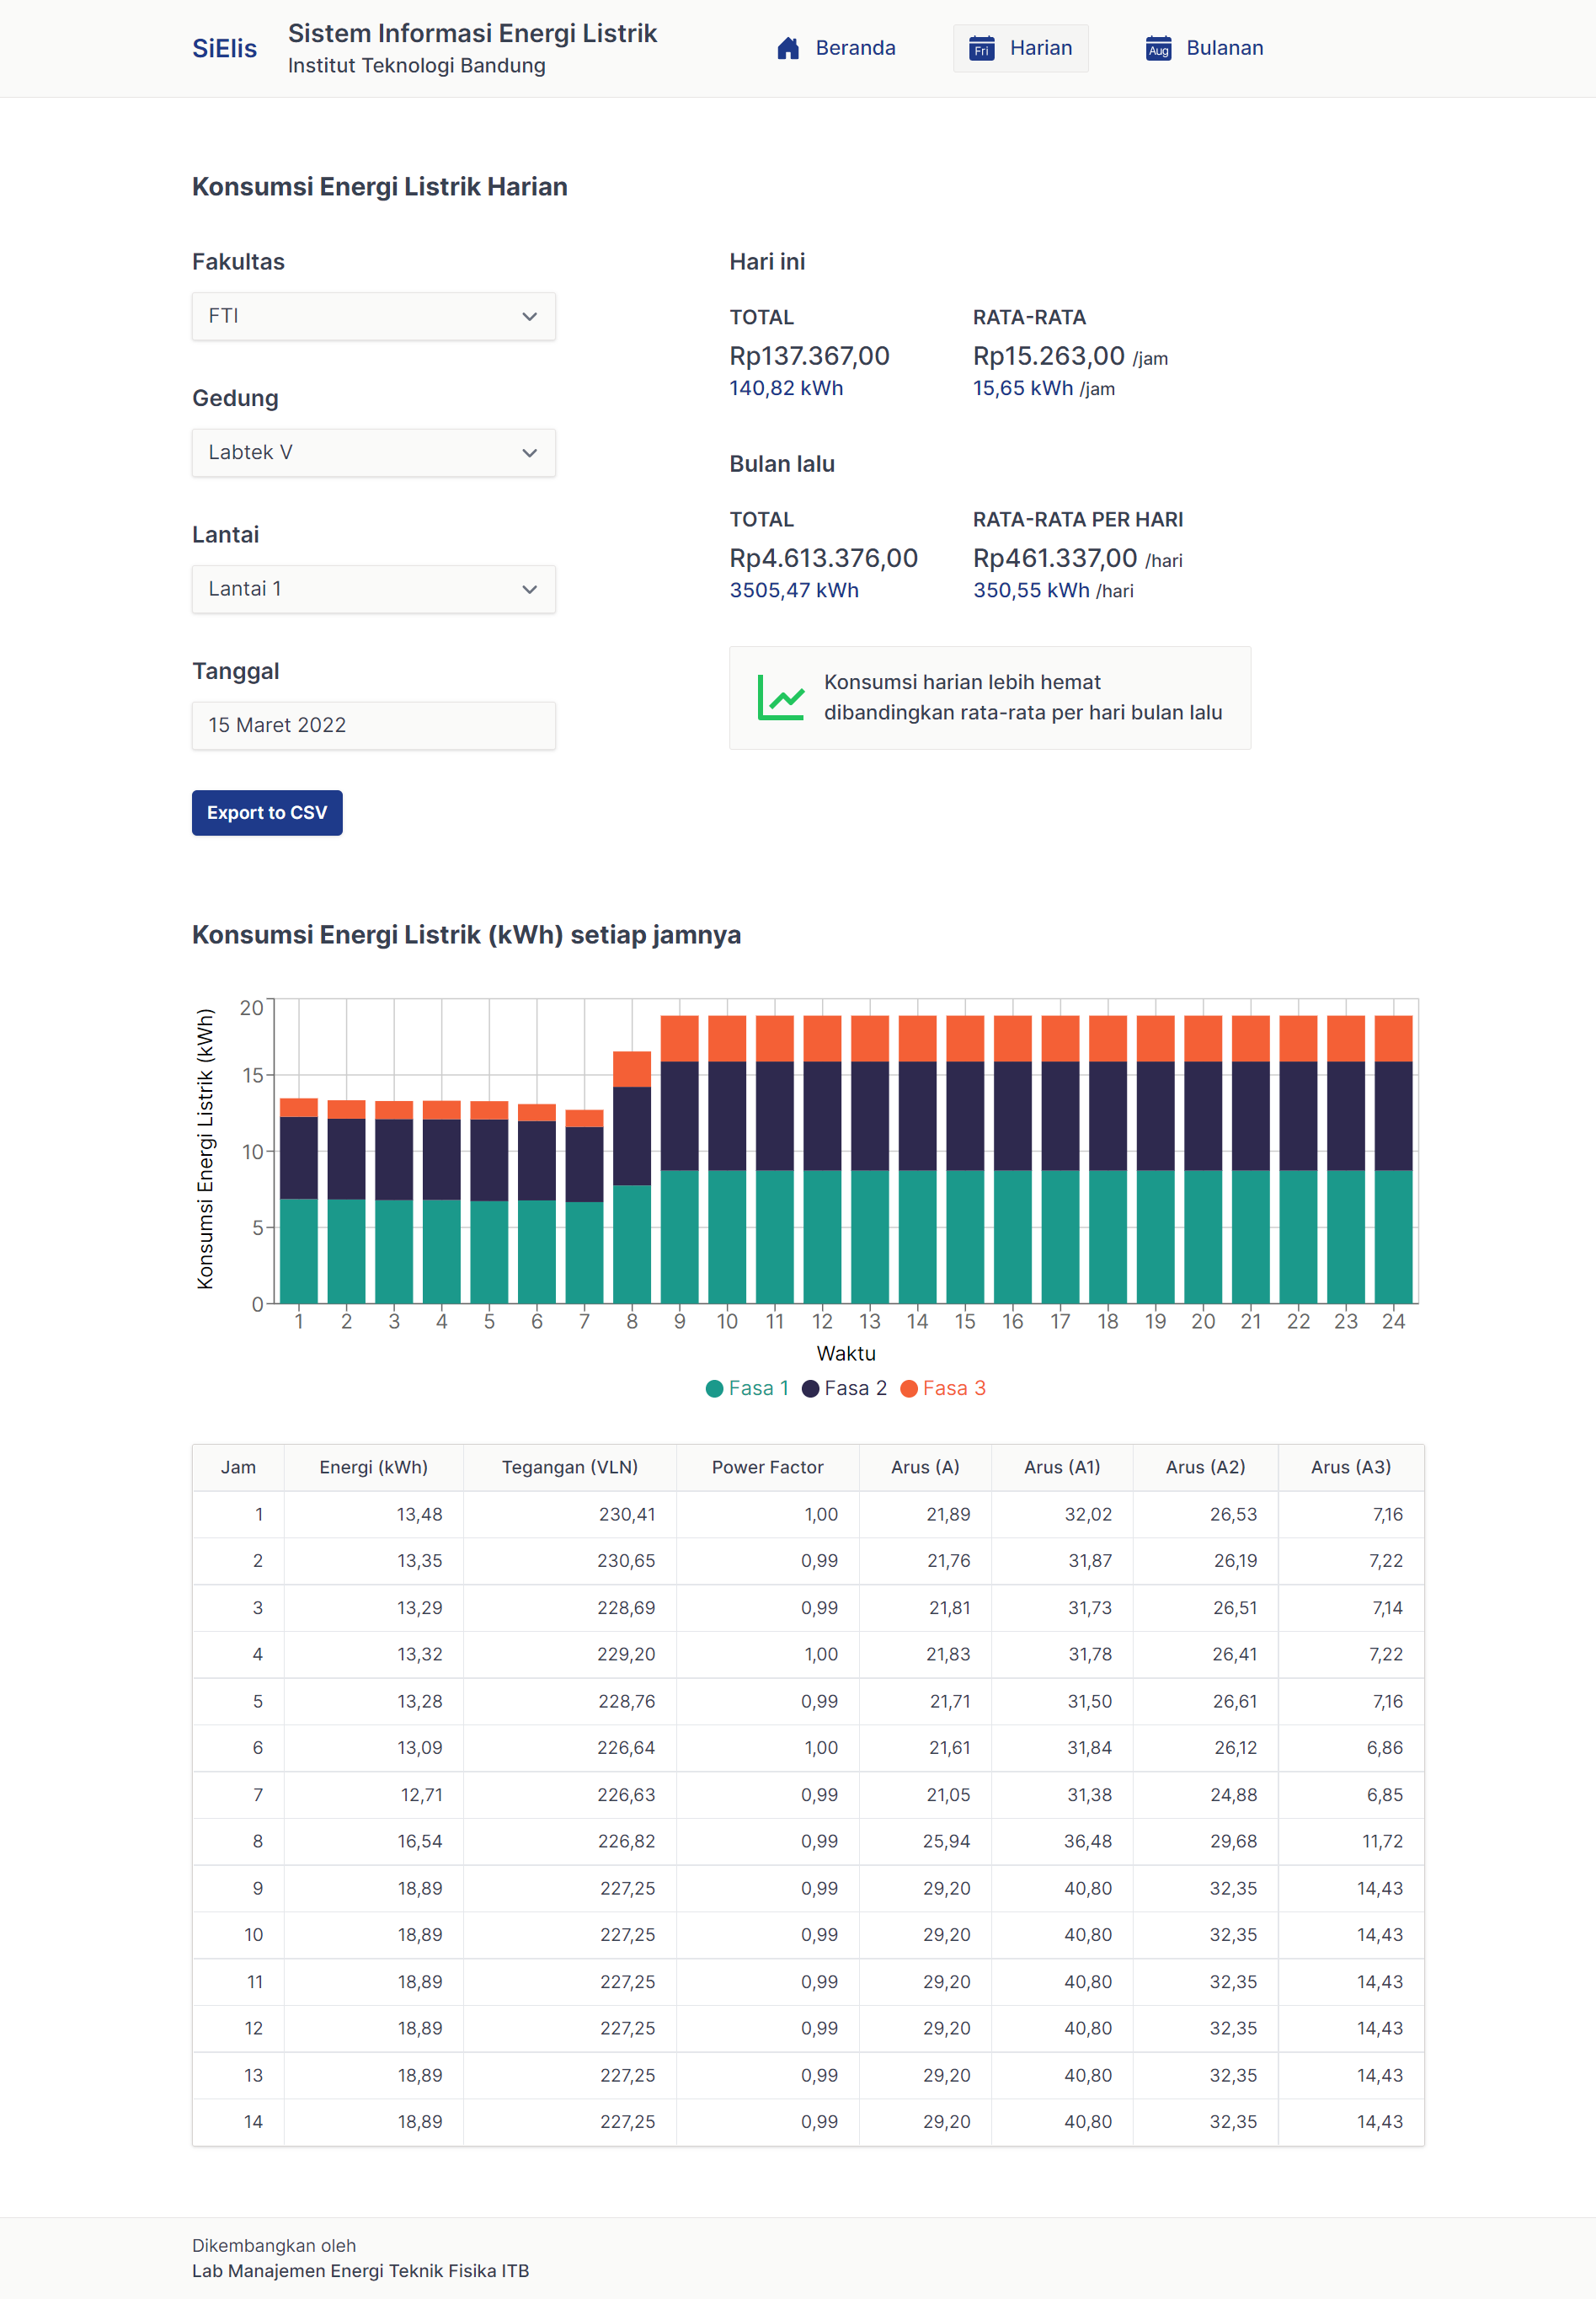 SiElis
Sistem Informasi Energi Listrik
Institut Teknologi Bandung
Beranda
Fri
Harian
Aug
Bulanan
Konsumsi Energi Listrik Harian
Fakultas
FTI
Gedung
Labtek V
Lantai
Lantai 1
Tanggal
15 Maret 2022
Export to CSV
Hari ini
TOTAL
Rp137.367,00
140,82 kWh
RATA-RATA
Rp15.263,00 /jam
15,65 kWh /jam
Bulan lalu
TOTAL
Rp4.613.376,00
3505,47 kWh
RATA-RATA PER HARI
Rp461.337,00 /hari
350,55 kWh /hari
Konsumsi harian lebih hemat
dibandingkan rata-rata per hari bulan lalu
Konsumsi Energi Listrik (kWh) setiap jamnya
Konsumsi Energi Listrik (kWh)
20
15
10
5
0
1 2 3 4 5 6 7 8 9 10 11 12 13 14 15 16 17 18 19 20 21 22 23 24
Waktu
Fasa 1 Fasa 2 Fasa 3
Jam Energi (kWh) Tegangan (VLN) Power Factor Arus (A) Arus (A1) Arus (A2) Arus (A3)
1 13,48 230,41 1,00 21,89 32,02 26,53 7,16
2 13,35 230,65 0,99 21,76 31,87 26,19 7,22
3 13,29 228,69 0,99 21,81 31,73 26,51 7,14
4 13,32 229,20 1,00 21,83 31,78 26,41 7,22
5 13,28 228,76 0,99 21,71 31,50 26,61 7,16
6 13,09 226,64 1,00 21,61 31,84 26,12 6,86
7 12,71 226,63 0,99 21,05 31,38 24,88 6,85
8 16,54 226,82 0,99 25,94 36,48 29,68 11,72
9 18,89 227,25 0,99 29,20 40,80 32,35 14,43
10 18,89 227,25 0,99 29,20 40,80 32,35 14,43
11 18,89 227,25 0,99 29,20 40,80 32,35 14,43
12 18,89 227,25 0,99 29,20 40,80 32,35 14,43
13 18,89 227,25 0,99 29,20 40,80 32,35 14,43
14 18,89 227,25 0,99 29,20 40,80 32,35 14,43
Dikembangkan oleh
Lab Manajemen Energi Teknik Fisika ITB